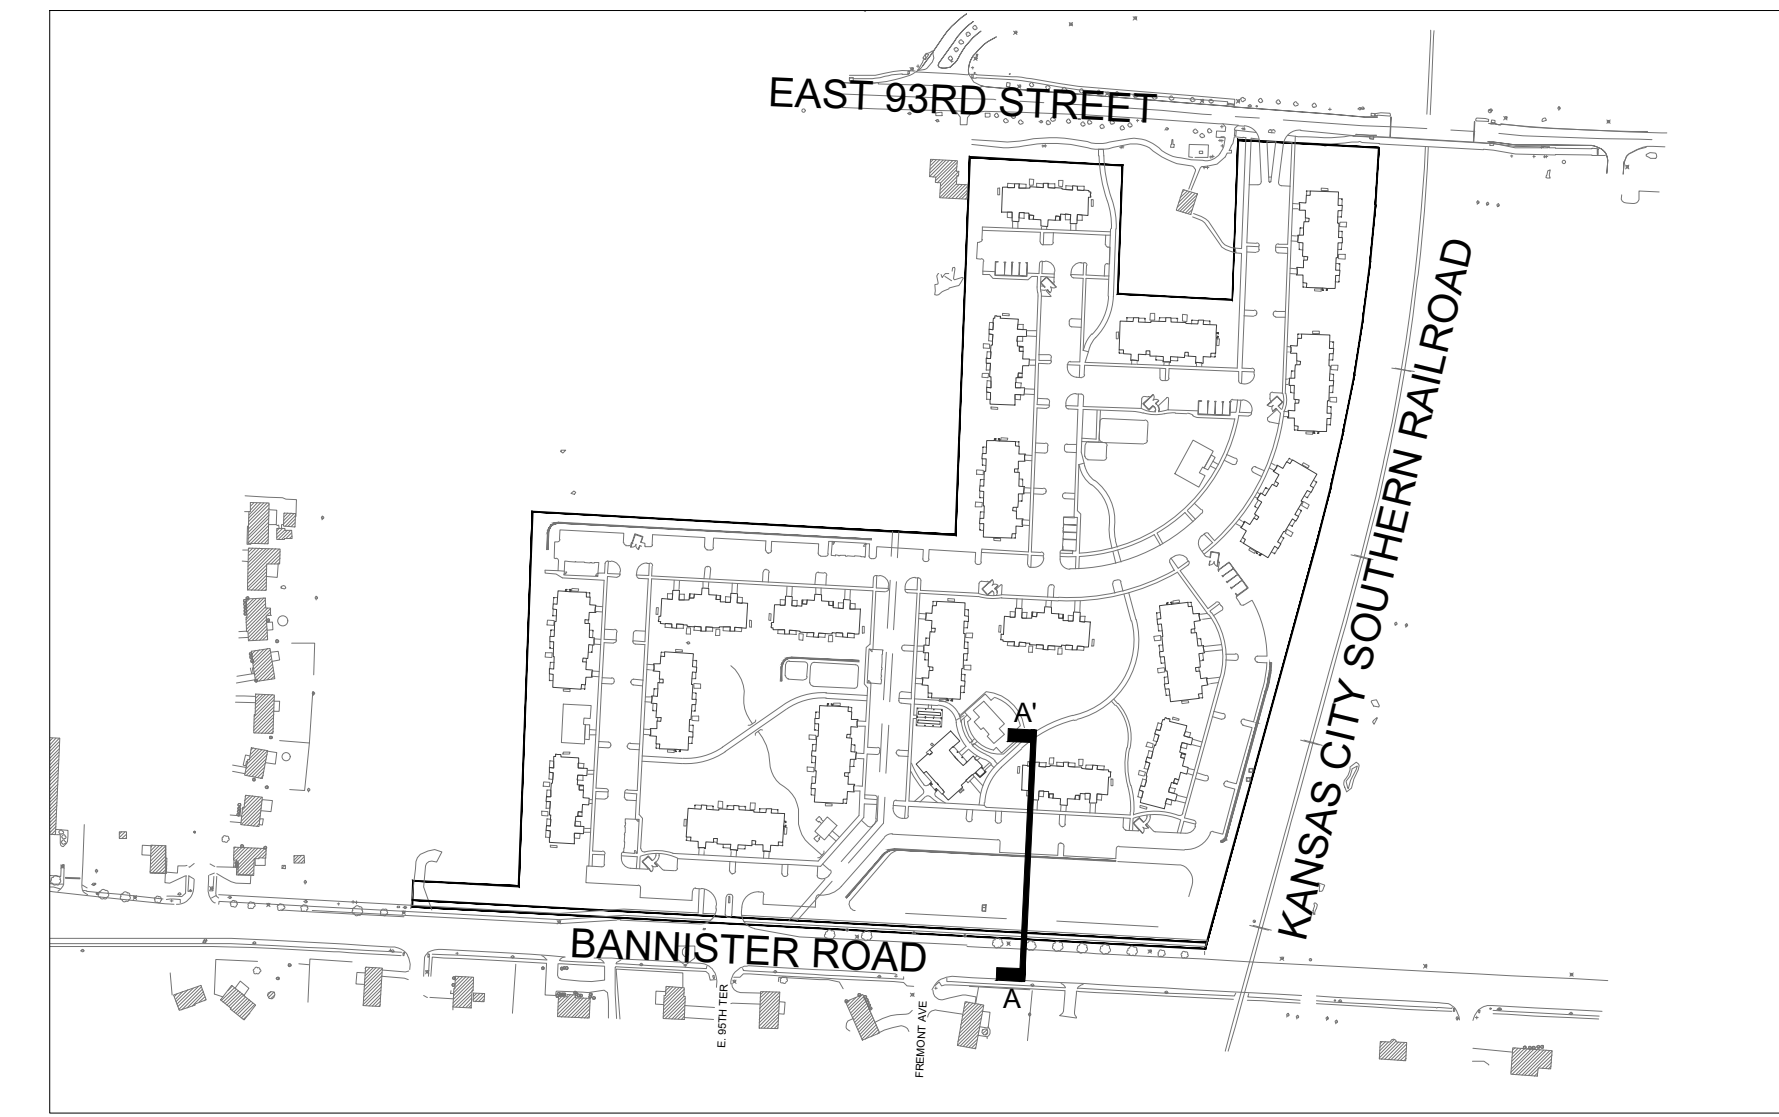 EAST 93RD STREET
KANSAS CITY SOUTHERN RAILROAD
A'
BANNISTER ROAD
A
E. 95TH TER
FREMONT AVE